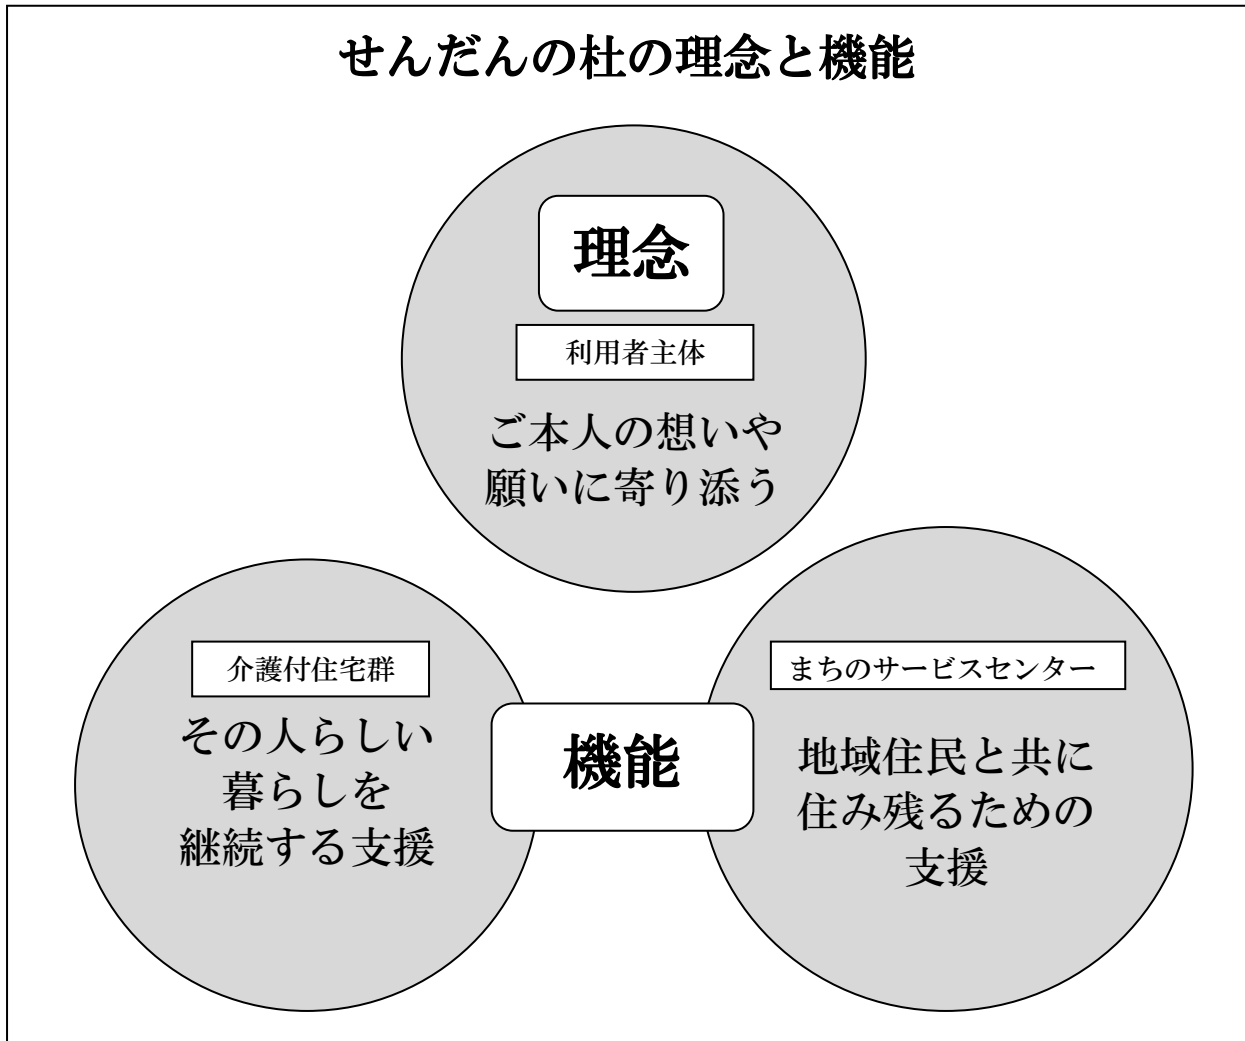 せんだんの杜の理念と機能
理念
利用者主体
ご本人の想いや
願いに寄り添う
介護付住宅群
その人らしい
暮らしを
継続する支援
機能
まちのサービスセンター
地域住民と共に
住み残るための
支援